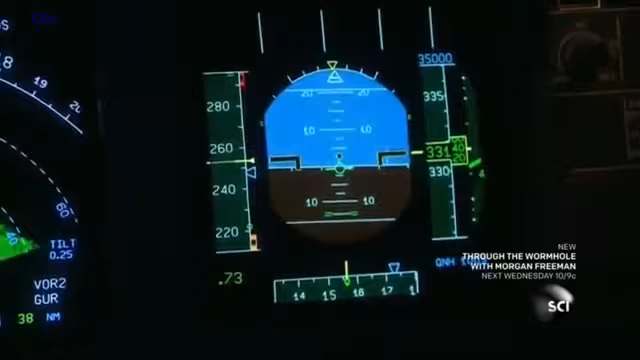 35000
335
331
40
20
330
280
260
240
220
20 20
10 10
10 10
.73
14 15 16 17 1
QNH
19
60
TILT
0.25
VOR2
GUR
38 NM
NEW
THROUGH THE WORMHOLE
WITH MORGAN FREEMAN
NEXT WEDNESDAY 10/9c
SCI